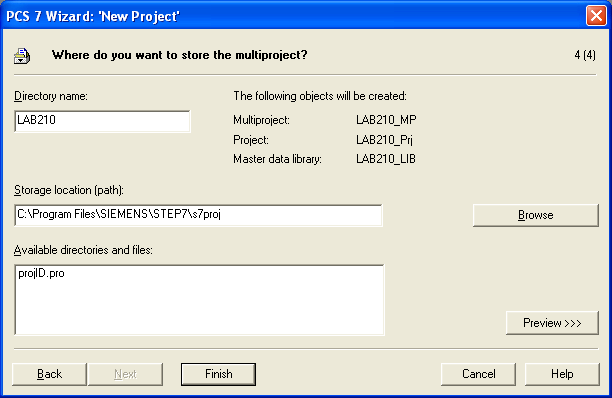 PCS 7 Wizard: 'New Project'
Where do you want to store the multiproject?
4 (4)
Directory name:
LAB210
The following objects will be created:
Multiproject: LAB210_MP
Project: LAB210_Prj
Master data library: LAB210_LIB
Storage location (path):
C:\Program Files\SIEMENS\STEP7\s7proj
Browse
Available directories and files:
projID.pro
Preview >>>
Back
Next
Finish
Cancel
Help